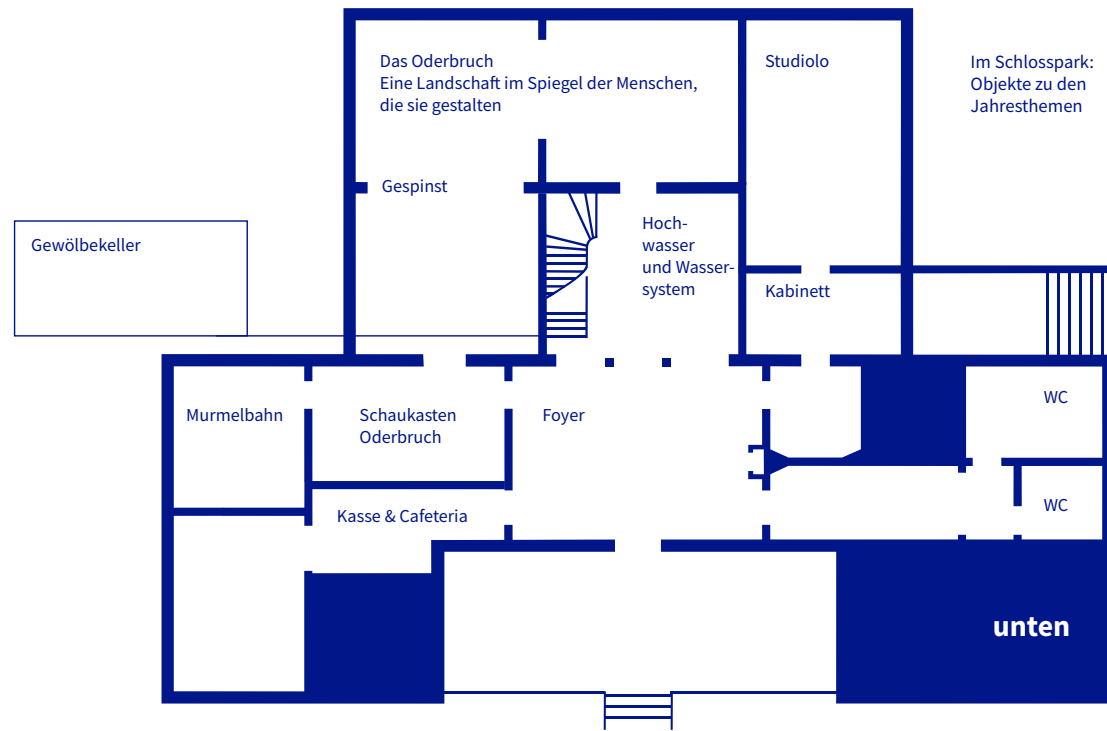 Das Oderbruch
Eine Landschaft im Spiegel der Menschen,
die sie gestalten
Studiolo
Im Schlosspark:
Objekte zu den
Jahresthemen
Gespinst
Gewölbekeller
Hoch-
wasser
und Wasser-
system
Kabinett
Murmelbahn
Schaukasten
Oderbruch
Foyer
WC
Kasse & Cafeteria
WC
unten